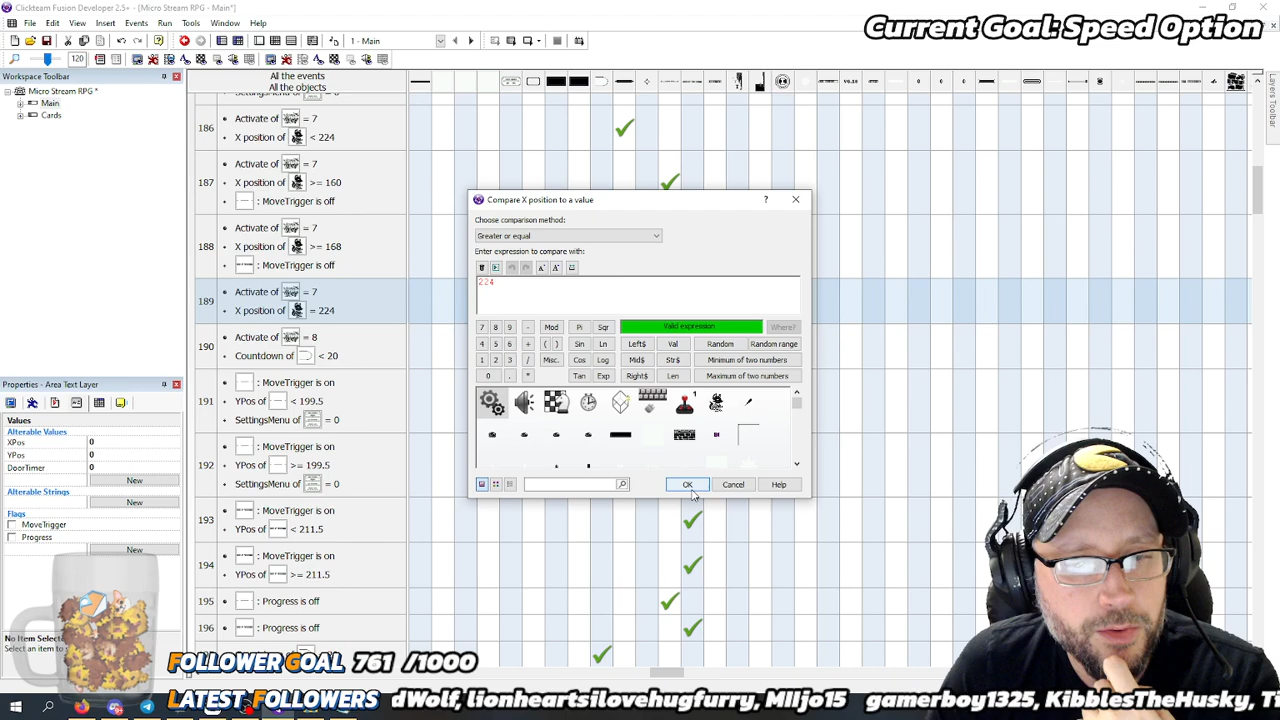 Clickteam Fusion Developer 2.5+ - [Micro Stream RPG - Main*]
File Edit View Insert Events Run Tools Window Help
Current Goal: Speed Option
1 - Main
120
Workspace Toolbar
Micro Stream RPG *
Main
Cards
All the events
All the objects
Layers Toolbar
186
Activate of = 7
X position of < 224
187
Activate of = 7
X position of >= 160
: MoveTrigger is off
188
Activate of = 7
X position of >= 168
: MoveTrigger is off
189
Activate of = 7
X position of = 224
190
Activate of = 8
Countdown of < 20
191
: MoveTrigger is on
YPos of < 199.5
SettingsMenu of = 0
192
: MoveTrigger is on
YPos of >= 199.5
SettingsMenu of = 0
193
: MoveTrigger is on
YPos of < 211.5
194
: MoveTrigger is on
YPos of >= 211.5
195
: Progress is off
196
: Progress is off
Compare X position to a value
Choose comparison method:
Greater or equal
Enter expression to compare with:
224
7 8 9 - Mod Pi Sqr Valid expression Where?
4 5 6 + ( ) Sin Ln Left$ Val Random Random range
1 2 3 / Misc. Cos Log Mid$ Str$ Minimum of two numbers
0 . * Tan Exp Right$ Len Maximum of two numbers
OK Cancel Help
Properties - Area Text Layer
Values
Alterable Values
XPos 0
YPos 0
DoorTimer 0
New
Alterable Strings
New
Flags
MoveTrigger
Progress
New
No Item Selected
Select an item to
Follower Goal 761 /1000
Latest Followers dWolf, lionheartsilovehugfurry, MIljo15 gamerboy1325, KibblesTheHusky,